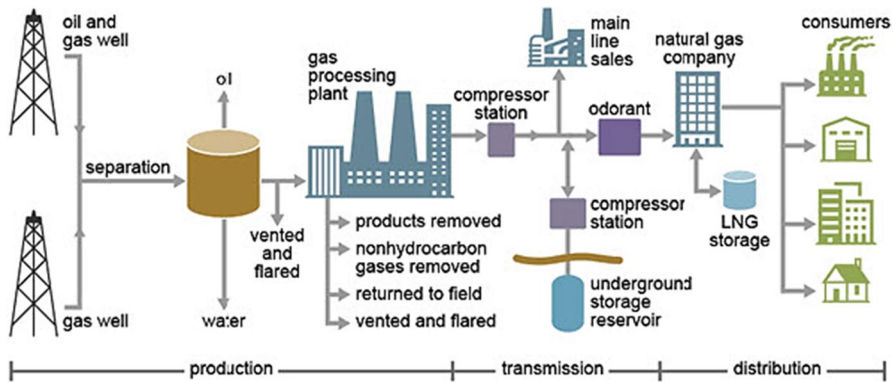 oil and
gas well
oil
separation
gas well
water
vented
and
flared
gas
processing
plant
products removed
nonhydrocarbon
gases removed
returned to field
vented and flared
compressor
station
main
line
sales
odorant
compressor
station
underground
storage
reservoir
natural gas
company
LNG
storage
consumers
production
transmission
distribution